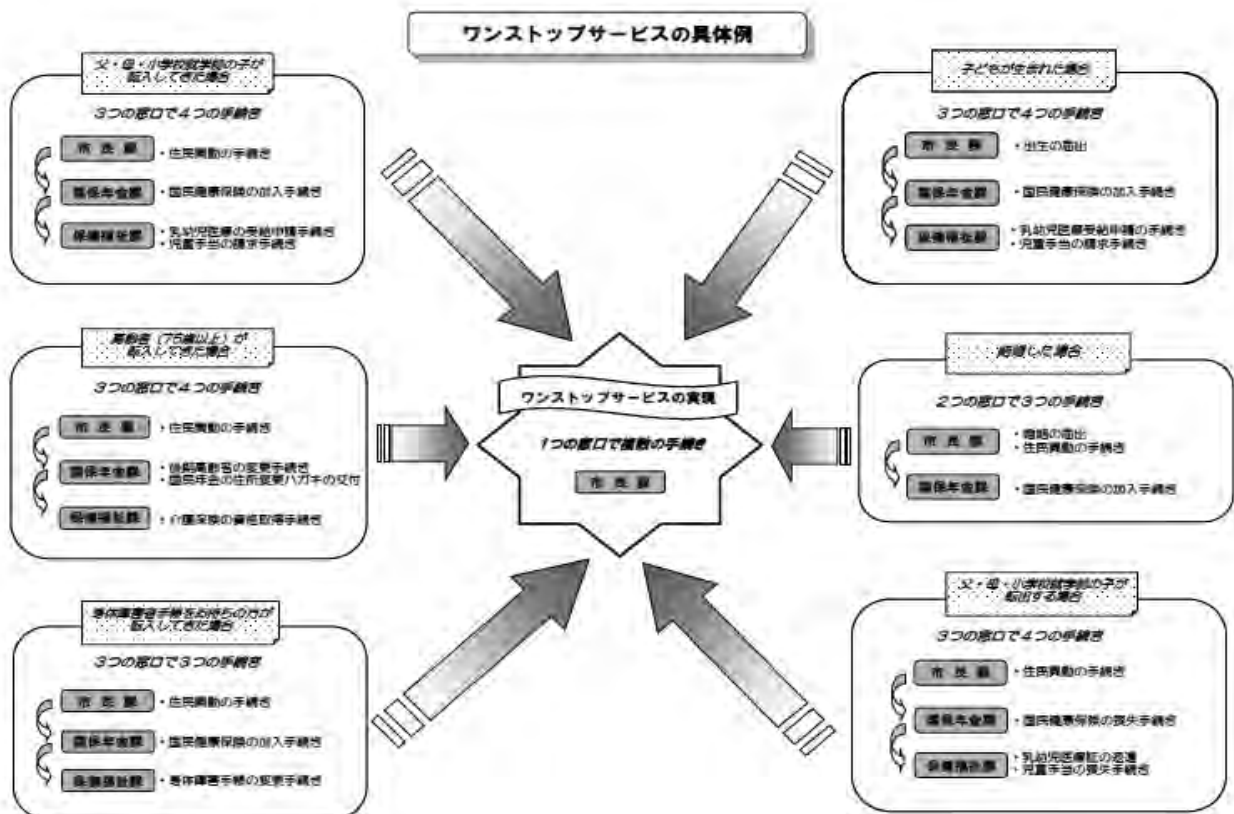 ワンストップサービスの具体例
父・母・小学校就学前の子が
転入してきた場合
3つの窓口で4つの手続き
市民課
・住民異動の手続き
国保年金課
・国民健康保険の加入手続き
保健福祉課
・乳幼児医療の受給申請手続き
・児童手当の請求手続き
高齢者(75歳以上)が
転入してきた場合
3つの窓口で4つの手続き
市民課
・住民異動の手続き
国保年金課
・後期高齢者の変更手続き
・国民年金の住所変更ハガキの交付
保健福祉課
・介護保険の資格取得手続き
身体障害者手帳をお持ちの方が
転入してきた場合
3つの窓口で3つの手続き
市民課
・住民異動の手続き
国保年金課
・国民健康保険の加入手続き
保健福祉課
・身体障害手帳の変更手続き
ワンストップサービスの実現
1つの窓口で複数の手続き
市民課
子どもが生まれた場合
3つの窓口で4つの手続き
市民課
・出生の届出
国保年金課
・国民健康保険の加入手続き
保健福祉課
・乳幼児医療受給申請の手続き
・児童手当の請求手続き
結婚した場合
2つの窓口で3つの手続き
市民課
・婚姻の届出
・住民異動の手続き
国保年金課
・国民健康保険の加入手続き
父・母・小学校就学前の子が
転出する場合
3つの窓口で4つの手続き
市民課
・住民異動の手続き
国保年金課
・国民健康保険の喪失手続き
保健福祉課
・乳幼児医療証の返還
・児童手当の喪失手続き